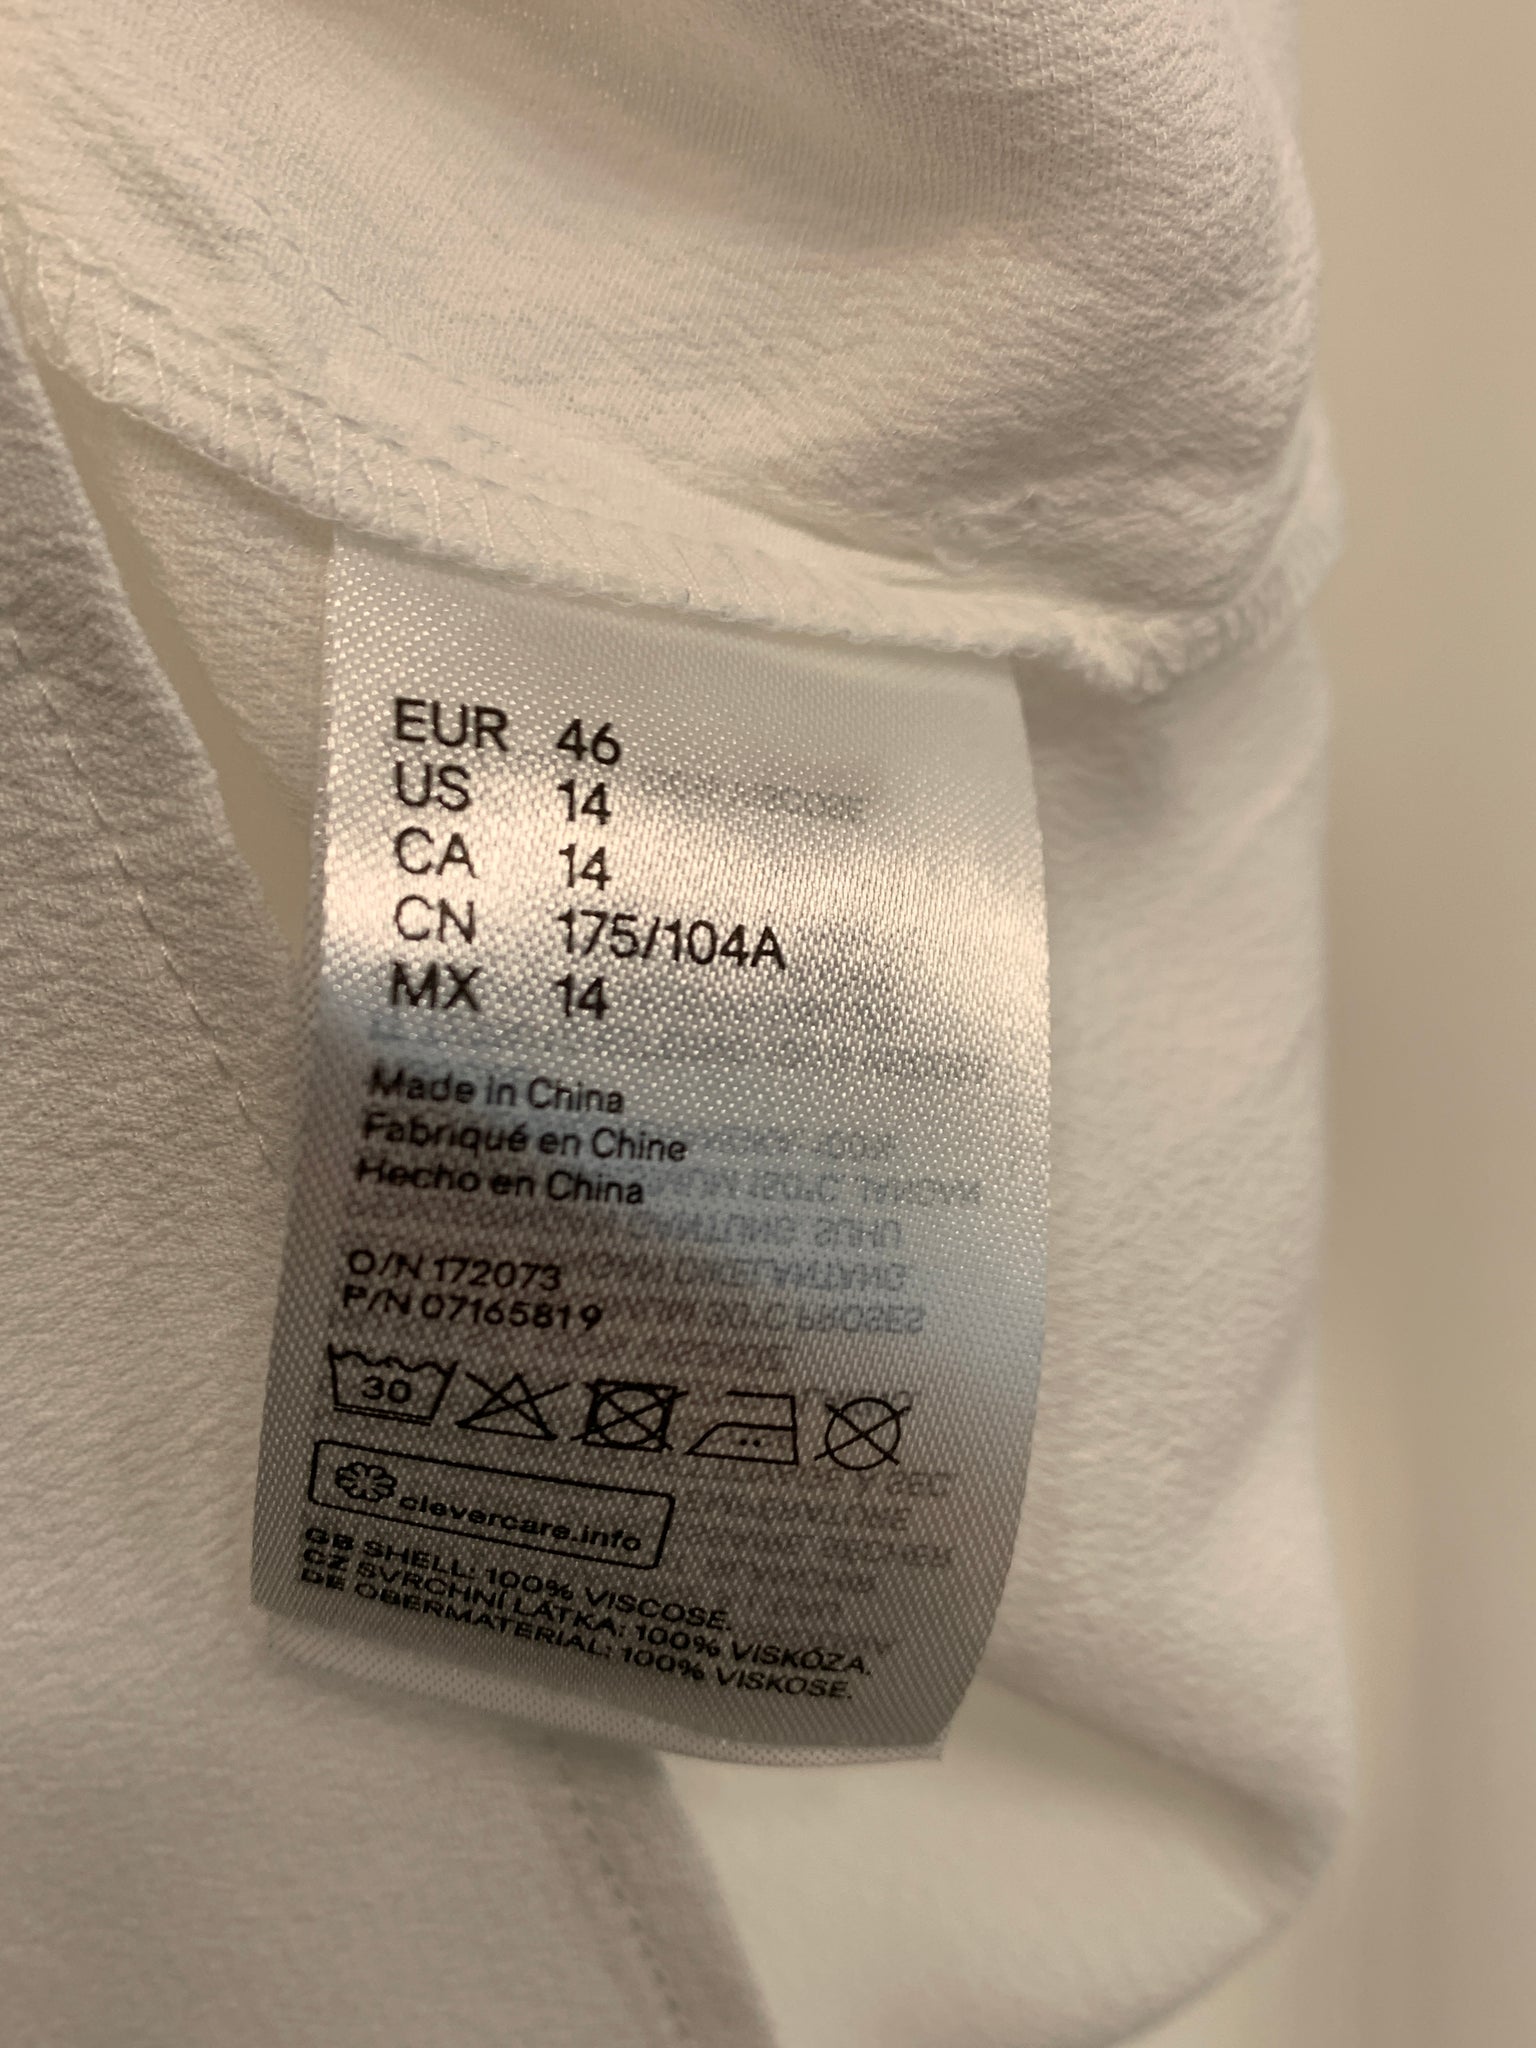 EUR 46
US 14
CA 14
CN 175/104A
MX 14
Made in China
Fabriqué en Chine
Hecho en China
O/N 172073
P/N 07165819
30
clevercare.info
GB SHELL: 100% VISCOSE.
CZ SVRCHNÍ LÁTKA: 100% VISKÓZA.
DE OBERMATERIAL: 100% VISKOSE.